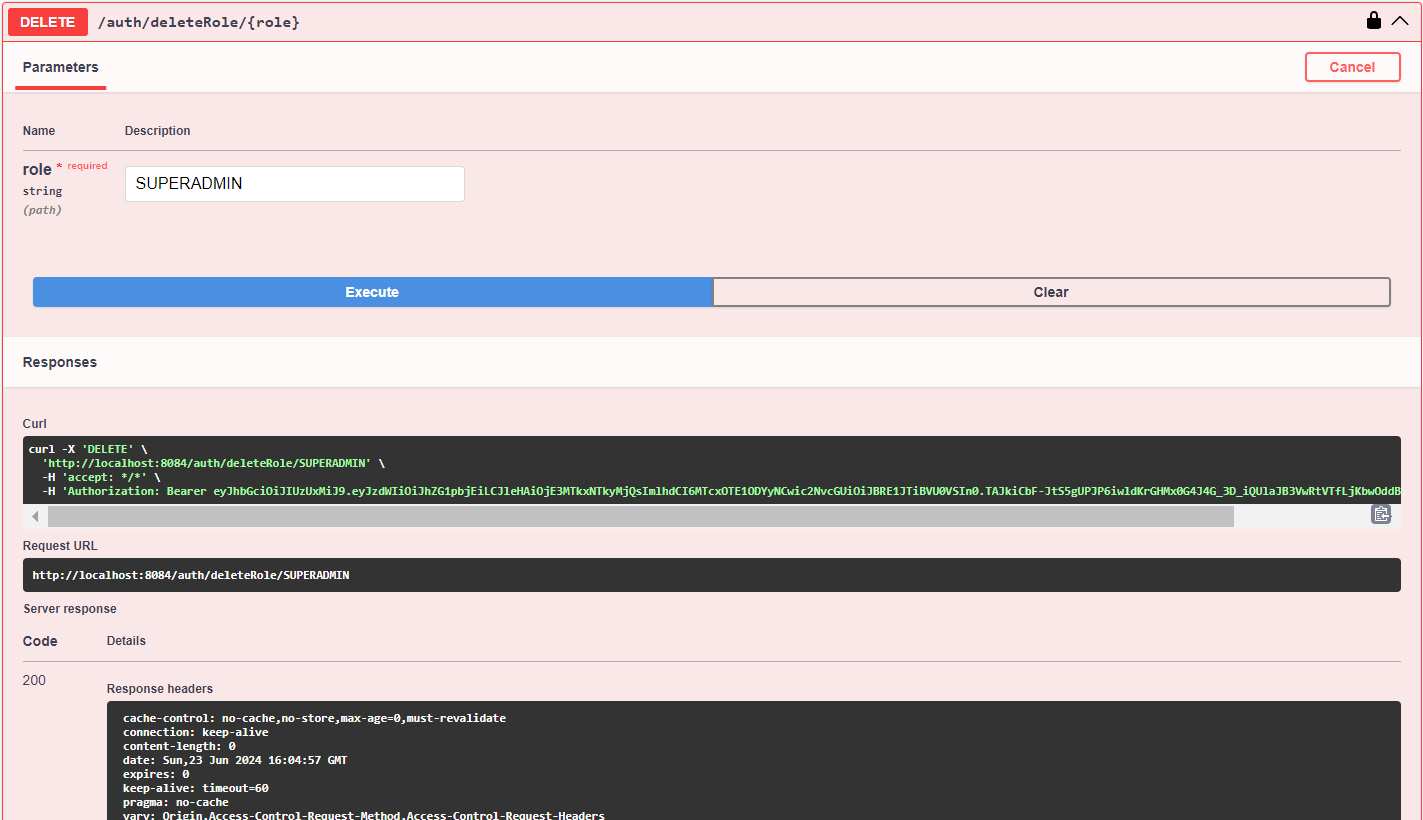 DELETE /auth/deleteRole/{role}
Parameters
Cancel
Name Description
role * required
string
(path)
SUPERADMIN
Execute Clear
Responses
Curl
curl -X 'DELETE' \
'http://localhost:8084/auth/deleteRole/SUPERADMIN' \
-H 'accept: */*' \
-H 'Authorization: Bearer eyJhbGciOiJIUzUxMiJ9.eyJzdWIiOiJhZG1pbjEiLCJleHAiOjE3MTkxNTkyMjQsImlhdCI6MTcxOTE1ODYyNCwic2NvcGUiOiJBRE1JTiBVU0VSIn0.TAJkiCbF-JtS5gUPJP6iwldKrGHMx0G4J4G_3D_iQUlaJB3VwRtVTfLjKbwOddB
Request URL
http://localhost:8084/auth/deleteRole/SUPERADMIN
Server response
Code Details
200
Response headers
cache-control: no-cache,no-store,max-age=0,must-revalidate
connection: keep-alive
content-length: 0
date: Sun,23 Jun 2024 16:04:57 GMT
expires: 0
keep-alive: timeout=60
pragma: no-cache
vary: Origin,Access-Control-Request-Method,Access-Control-Request-Headers